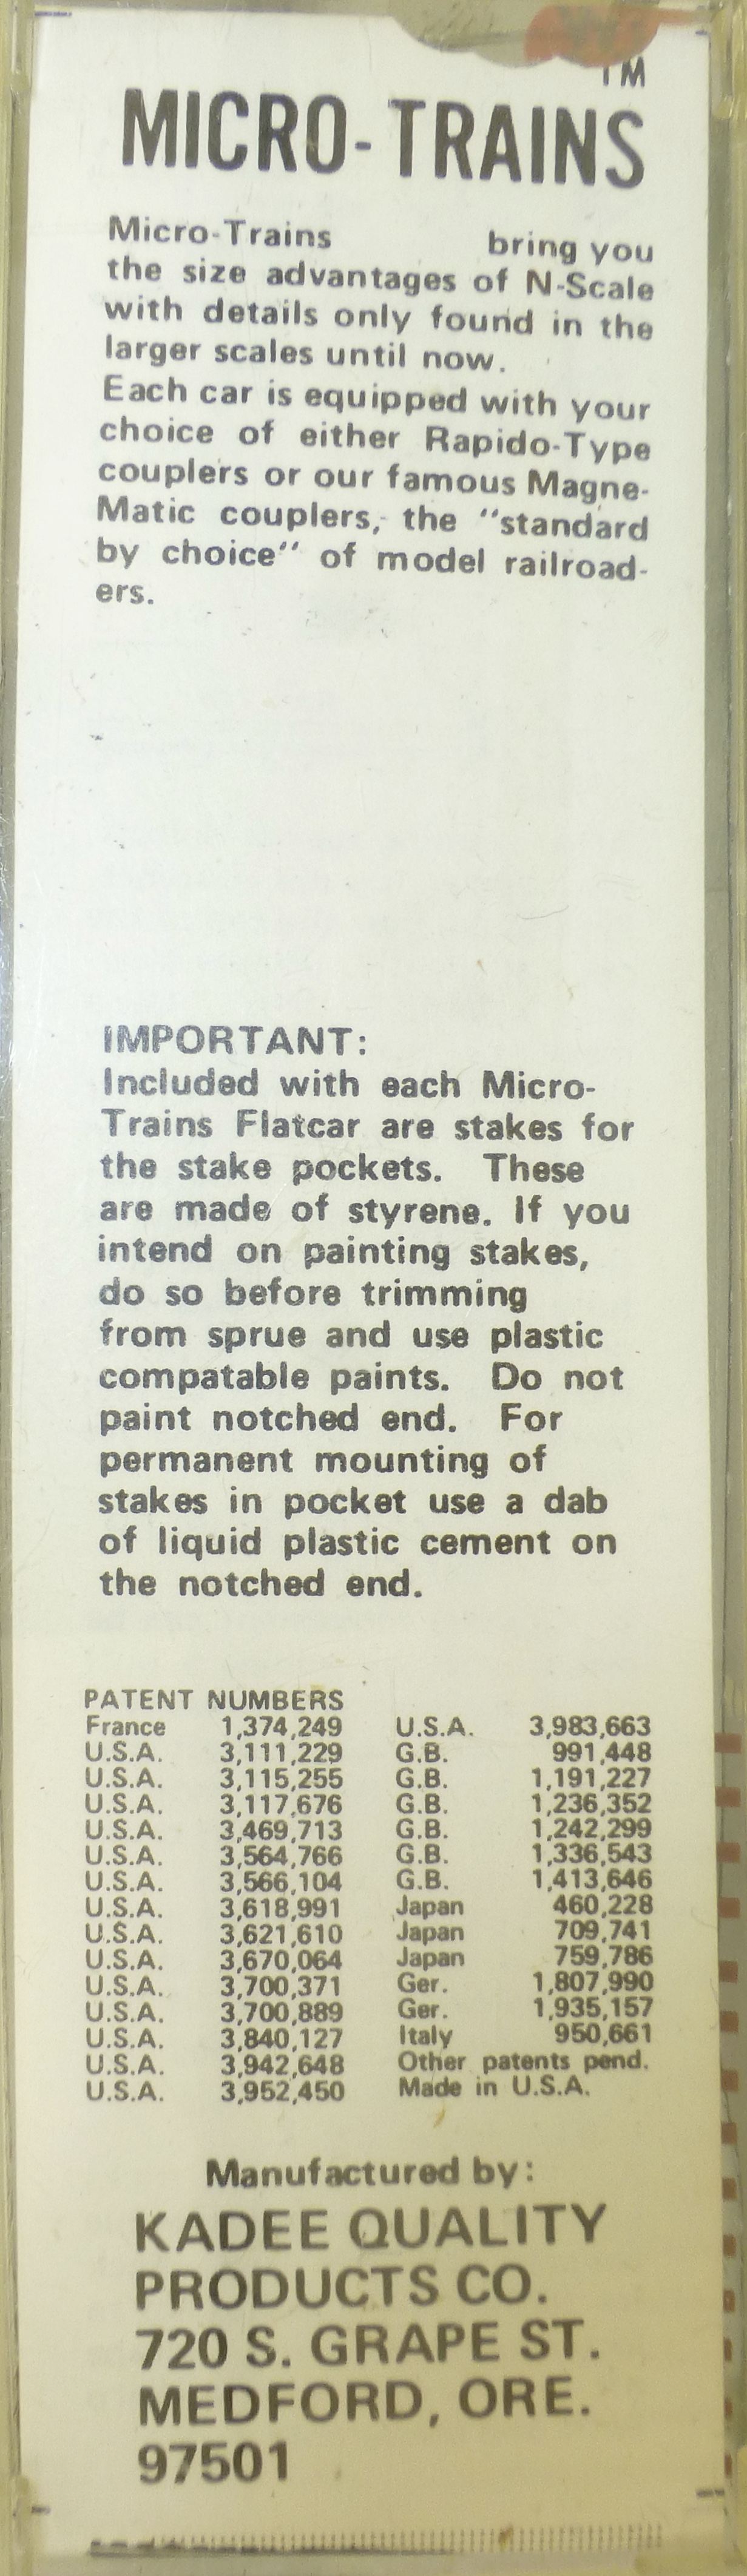 TM
MICRO-TRAINS
Micro-Trains bring you
the size advantages of N-Scale
with details only found in the
larger scales until now.
Each car is equipped with your
choice of either Rapido-Type
couplers or our famous Magne-
Matic couplers, the "standard
by choice" of model railroad-
ers.
IMPORTANT:
Included with each Micro-
Trains Flatcar are stakes for
the stake pockets. These
are made of styrene. If you
intend on painting stakes,
do so before trimming
from sprue and use plastic
compatable paints. Do not
paint notched end. For
permanent mounting of
stakes in pocket use a dab
of liquid plastic cement on
the notched end.
PATENT NUMBERS
France 1,374,249 U.S.A. 3,983,663
U.S.A. 3,111,229 G.B. 991,448
U.S.A. 3,115,255 G.B. 1,191,227
U.S.A. 3,117,676 G.B. 1,236,352
U.S.A. 3,469,713 G.B. 1,242,299
U.S.A. 3,564,766 G.B. 1,336,543
U.S.A. 3,566,104 G.B. 1,413,646
U.S.A. 3,618,991 Japan 460,228
U.S.A. 3,621,610 Japan 709,741
U.S.A. 3,670,064 Japan 759,786
U.S.A. 3,700,371 Ger. 1,807,990
U.S.A. 3,700,889 Ger. 1,935,157
U.S.A. 3,840,127 Italy 950,661
U.S.A. 3,942,648 Other patents pend.
U.S.A. 3,952,450 Made in U.S.A.
Manufactured by:
KADEE QUALITY
PRODUCTS CO.
720 S. GRAPE ST.
MEDFORD, ORE.
97501